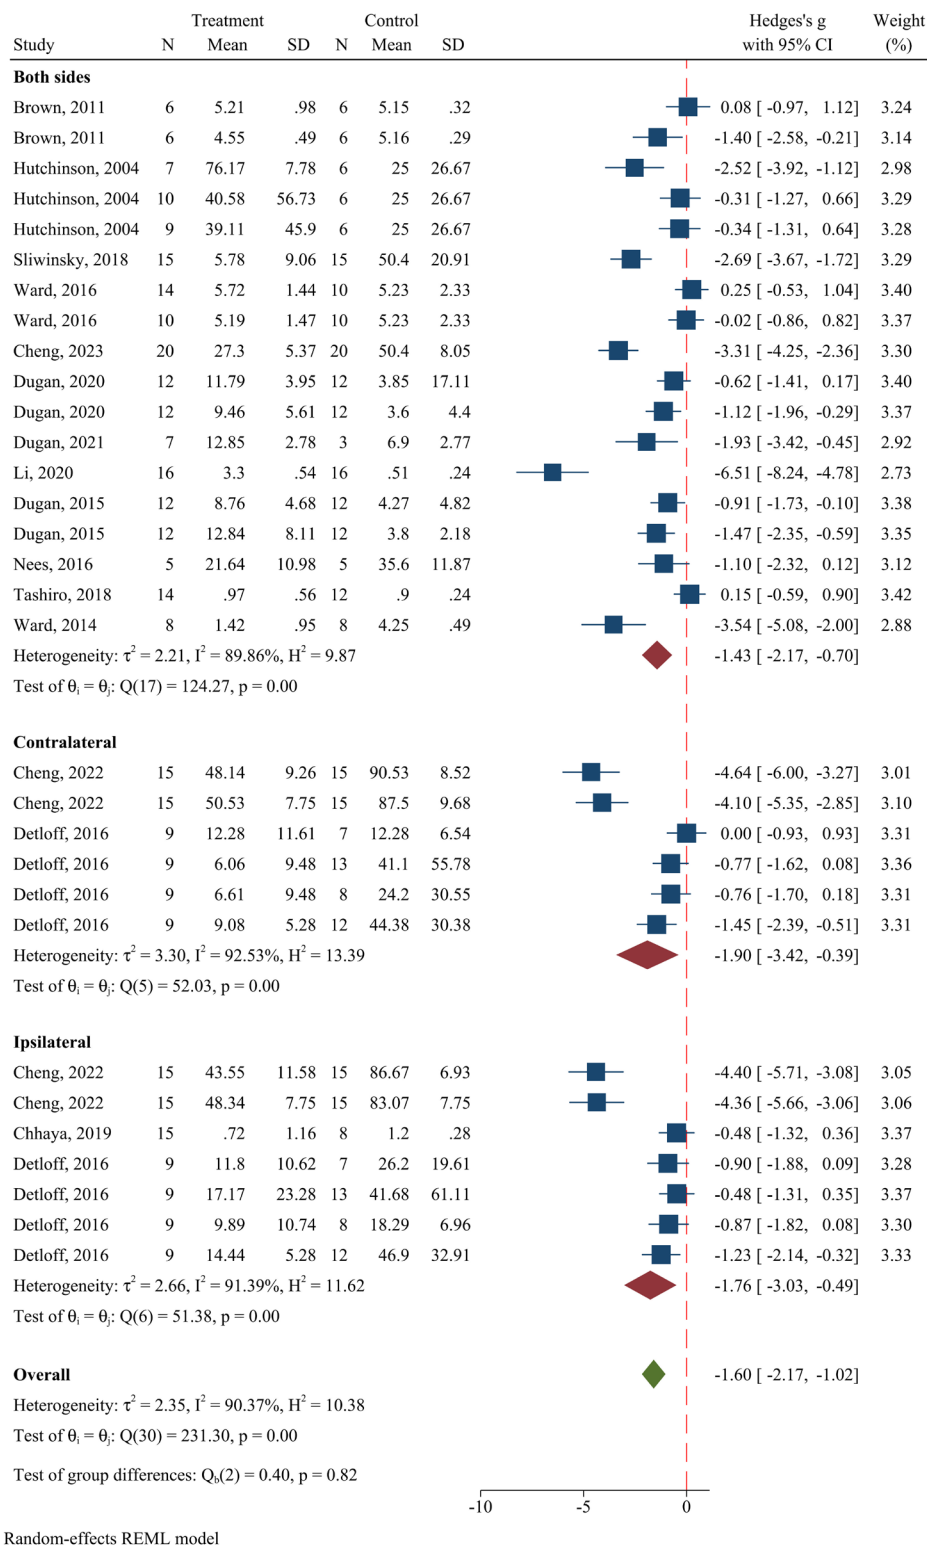 Treatment Control Hedges's g Weight
Study N Mean SD N Mean SD with 95% CI (%)
Both sides
Brown, 2011 6 5.21 .98 6 5.15 .32 0.08 [ -0.97, 1.12] 3.24
Brown, 2011 6 4.55 .49 6 5.16 .29 -1.40 [ -2.58, -0.21] 3.14
Hutchinson, 2004 7 76.17 7.78 6 25 26.67 -2.52 [ -3.92, -1.12] 2.98
Hutchinson, 2004 10 40.58 56.73 6 25 26.67 -0.31 [ -1.27, 0.66] 3.29
Hutchinson, 2004 9 39.11 45.9 6 25 26.67 -0.34 [ -1.31, 0.64] 3.28
Sliwinsky, 2018 15 5.78 9.06 15 50.4 20.91 -2.69 [ -3.67, -1.72] 3.29
Ward, 2016 14 5.72 1.44 10 5.23 2.33 0.25 [ -0.53, 1.04] 3.40
Ward, 2016 10 5.19 1.47 10 5.23 2.33 -0.02 [ -0.86, 0.82] 3.37
Cheng, 2023 20 27.3 5.37 20 50.4 8.05 -3.31 [ -4.25, -2.36] 3.30
Dugan, 2020 12 11.79 3.95 12 3.85 17.11 -0.62 [ -1.41, 0.17] 3.40
Dugan, 2020 12 9.46 5.61 12 3.6 4.4 -1.12 [ -1.96, -0.29] 3.37
Dugan, 2021 7 12.85 2.78 3 6.9 2.77 -1.93 [ -3.42, -0.45] 2.92
Li, 2020 16 3.3 .54 16 .51 .24 -6.51 [ -8.24, -4.78] 2.73
Dugan, 2015 12 8.76 4.68 12 4.27 4.82 -0.91 [ -1.73, -0.10] 3.38
Dugan, 2015 12 12.84 8.11 12 3.8 2.18 -1.47 [ -2.35, -0.59] 3.35
Nees, 2016 5 21.64 10.98 5 35.6 11.87 -1.10 [ -2.32, 0.12] 3.12
Tashiro, 2018 14 .97 .56 12 .9 .24 0.15 [ -0.59, 0.90] 3.42
Ward, 2014 8 1.42 .95 8 4.25 .49 -3.54 [ -5.08, -2.00] 2.88
Heterogeneity: τ² = 2.21, I² = 89.86%, H² = 9.87 -1.43 [ -2.17, -0.70]
Test of θᵢ = θⱼ: Q(17) = 124.27, p = 0.00
Contralateral
Cheng, 2022 15 48.14 9.26 15 90.53 8.52 -4.64 [ -6.00, -3.27] 3.01
Cheng, 2022 15 50.53 7.75 15 87.5 9.68 -4.10 [ -5.35, -2.85] 3.10
Detloff, 2016 9 12.28 11.61 7 12.28 6.54 0.00 [ -0.93, 0.93] 3.31
Detloff, 2016 9 6.06 9.48 13 41.1 55.78 -0.77 [ -1.62, 0.08] 3.36
Detloff, 2016 9 6.61 9.48 8 24.2 30.55 -0.76 [ -1.70, 0.18] 3.31
Detloff, 2016 9 9.08 5.28 12 44.38 30.38 -1.45 [ -2.39, -0.51] 3.31
Heterogeneity: τ² = 3.30, I² = 92.53%, H² = 13.39 -1.90 [ -3.42, -0.39]
Test of θᵢ = θⱼ: Q(5) = 52.03, p = 0.00
Ipsilateral
Cheng, 2022 15 43.55 11.58 15 86.67 6.93 -4.40 [ -5.71, -3.08] 3.05
Cheng, 2022 15 48.34 7.75 15 83.07 7.75 -4.36 [ -5.66, -3.06] 3.06
Chhaya, 2019 15 .72 1.16 8 1.2 .28 -0.48 [ -1.32, 0.36] 3.37
Detloff, 2016 9 11.8 10.62 7 26.2 19.61 -0.90 [ -1.88, 0.09] 3.28
Detloff, 2016 9 17.17 23.28 13 41.68 61.11 -0.48 [ -1.31, 0.35] 3.37
Detloff, 2016 9 9.89 10.74 8 18.29 6.96 -0.87 [ -1.82, 0.08] 3.30
Detloff, 2016 9 14.44 5.28 12 46.9 32.91 -1.23 [ -2.14, -0.32] 3.33
Heterogeneity: τ² = 2.66, I² = 91.39%, H² = 11.62 -1.76 [ -3.03, -0.49]
Test of θᵢ = θⱼ: Q(6) = 51.38, p = 0.00
Overall -1.60 [ -2.17, -1.02]
Heterogeneity: τ² = 2.35, I² = 90.37%, H² = 10.38
Test of θᵢ = θⱼ: Q(30) = 231.30, p = 0.00
Test of group differences: Q_b(2) = 0.40, p = 0.82
-10 -5 0
Random-effects REML model